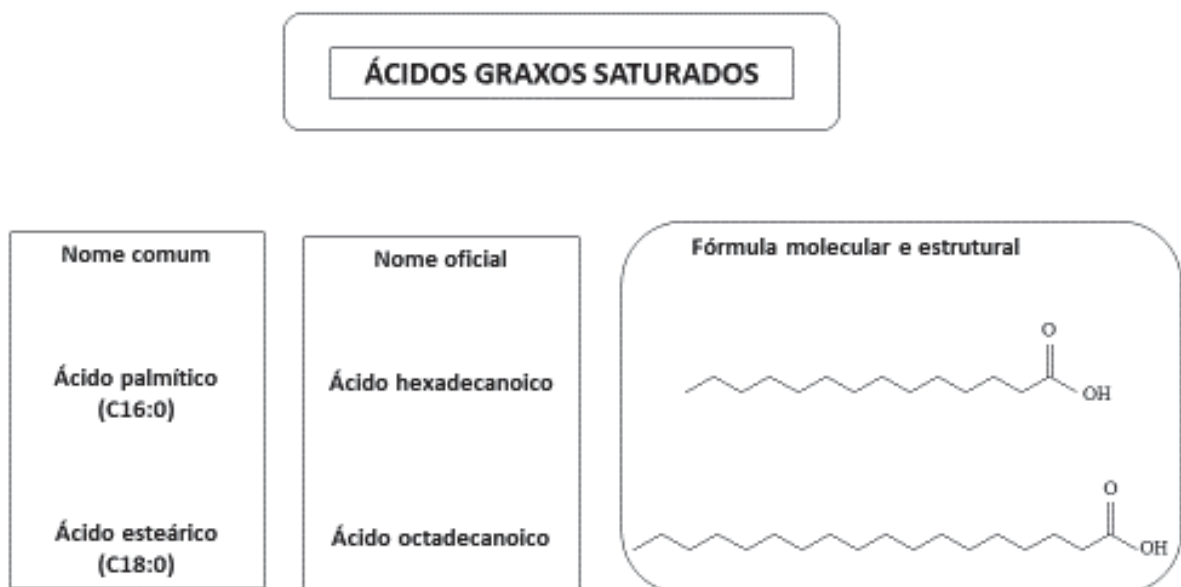 ÁCIDOS GRAXOS SATURADOS
Nome comum
Nome oficial
Fórmula molecular e estrutural
Ácido palmítico
(C16:0)
Ácido hexadecanoico
O
OH
Ácido esteárico
(C18:0)
Ácido octadecanoico
O
OH